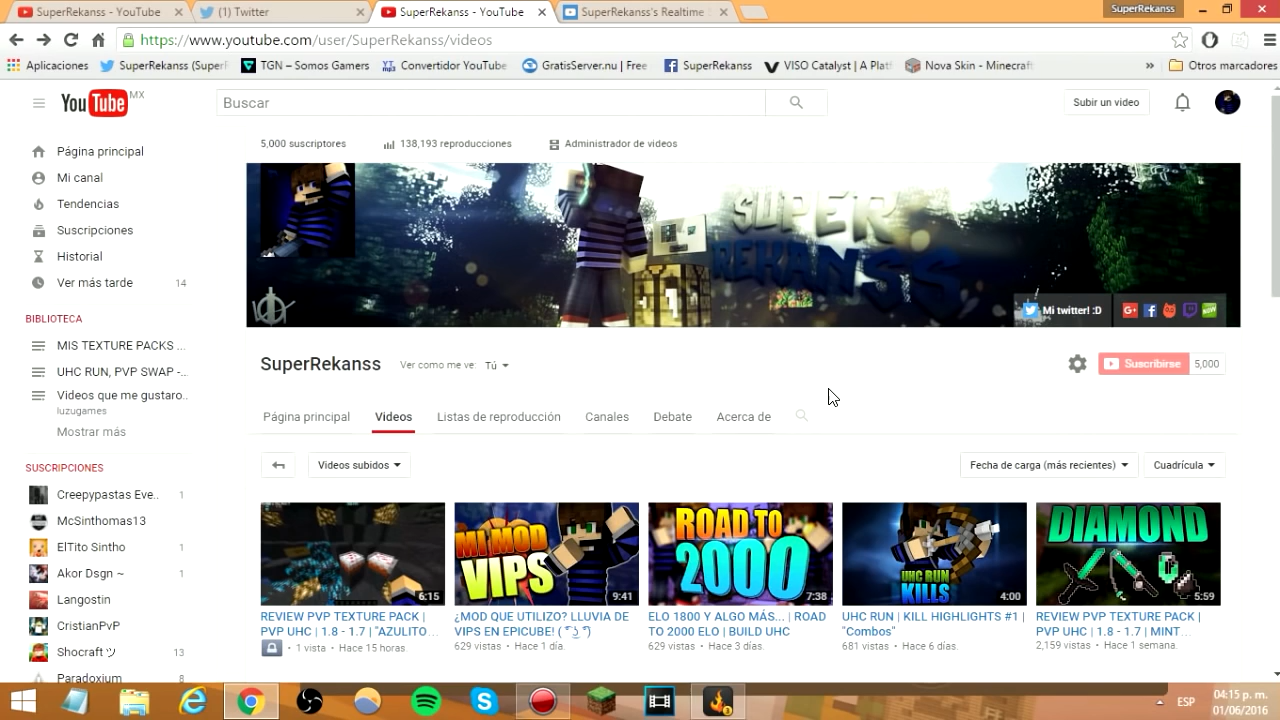 SuperRekanss - YouTube
(1) Twitter
SuperRekanss - YouTube
SuperRekanss's Realtime
SuperRekanss
https://www.youtube.com/user/SuperRekanss/videos
Aplicaciones
SuperRekanss (Superl
TGN – Somos Gamers
Convertidor YouTube
GratisServer.nu | Free
SuperRekanss
VISO Catalyst | A Plat
Nova Skin - Minecraft
»
Otros marcadores
YouTube MX
Buscar
Subir un video
5,000 suscriptores
138,193 reproducciones
Administrador de videos
Página principal
Mi canal
Tendencias
Suscripciones
Historial
Ver más tarde 14
BIBLIOTECA
MIS TEXTURE PACKS ...
UHC RUN, PVP SWAP -...
Videos que me gustaro..
luzugames
Mostrar más
SUSCRIPCIONES
Creepypastas Eve.. 1
McSinthomas13
ElTito Sintho 1
Akor Dsgn ~ 1
Langostin
CristianPvP
Shocraft ツ 13
Paradoxium 8
SUPER
REKANSS
Mi twitter! :D
SuperRekanss
Ver como me ve: Tú
Suscribirse 5,000
Página principal
Videos
Listas de reproducción
Canales
Debate
Acerca de
Videos subidos
Fecha de carga (más recientes)
Cuadrícula
6:15
REVIEW PVP TEXTURE PACK |
PVP UHC | 1.8 - 1.7 | "AZULITO...
• 1 vista • Hace 15 horas
MI MOD
VIPS
9:41
¿MOD QUE UTILIZO? LLUVIA DE
VIPS EN EPICUBE! ( ͡° ͜ʖ ͡°)
629 vistas • Hace 1 día.
ROAD TO
2000
7:38
ELO 1800 Y ALGO MÁS... | ROAD
TO 2000 ELO | BUILD UHC
629 vistas • Hace 3 días.
UHC RUN
KILLS
4:00
UHC RUN | KILL HIGHLIGHTS #1 |
"Combos"
681 vistas • Hace 6 días.
DIAMOND
5:59
REVIEW PVP TEXTURE PACK |
PVP UHC | 1.8 - 1.7 | MINT...
2,159 vistas • Hace 1 semana.
ESP
04:15 p. m.
01/06/2016